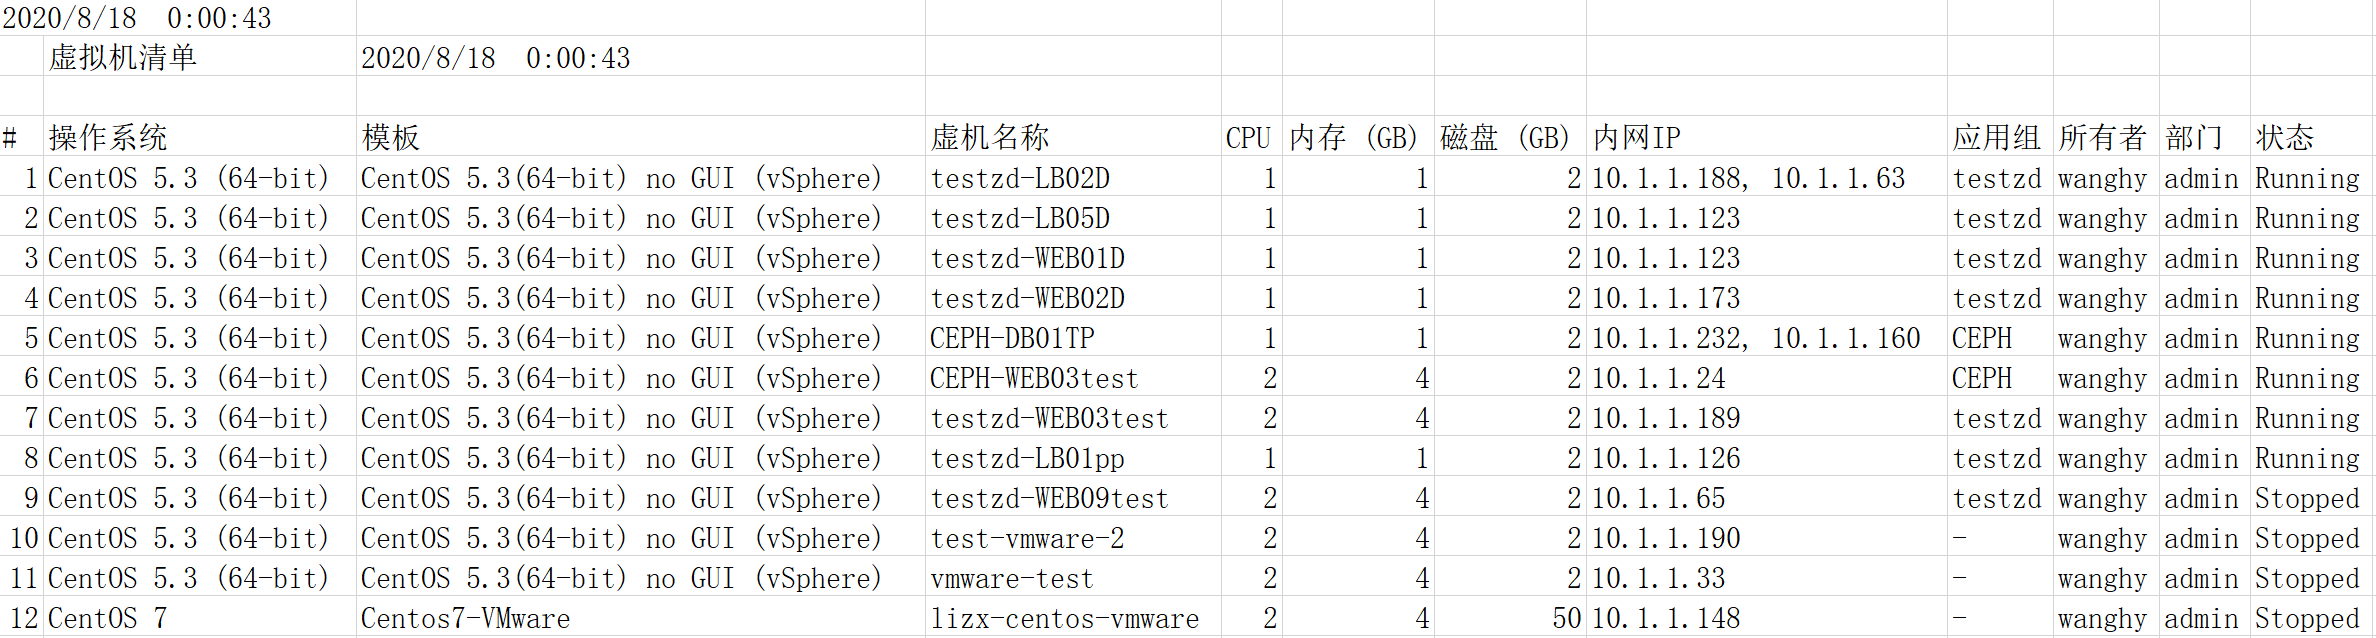 2020/8/18  0:00:43
虚拟机清单 2020/8/18  0:00:43
# 操作系统 模板 虚机名称 CPU 内存 (GB) 磁盘 (GB) 内网IP 应用组 所有者 部门 状态
1 CentOS 5.3 (64-bit) CentOS 5.3(64-bit) no GUI (vSphere) testzd-LB02D 1 1 2 10.1.1.188, 10.1.1.63 testzd wanghy admin Running
2 CentOS 5.3 (64-bit) CentOS 5.3(64-bit) no GUI (vSphere) testzd-LB05D 1 1 2 10.1.1.123 testzd wanghy admin Running
3 CentOS 5.3 (64-bit) CentOS 5.3(64-bit) no GUI (vSphere) testzd-WEB01D 1 1 2 10.1.1.123 testzd wanghy admin Running
4 CentOS 5.3 (64-bit) CentOS 5.3(64-bit) no GUI (vSphere) testzd-WEB02D 1 1 2 10.1.1.173 testzd wanghy admin Running
5 CentOS 5.3 (64-bit) CentOS 5.3(64-bit) no GUI (vSphere) CEPH-DB01TP 1 1 2 10.1.1.232, 10.1.1.160 CEPH wanghy admin Running
6 CentOS 5.3 (64-bit) CentOS 5.3(64-bit) no GUI (vSphere) CEPH-WEB03test 2 4 2 10.1.1.24 CEPH wanghy admin Running
7 CentOS 5.3 (64-bit) CentOS 5.3(64-bit) no GUI (vSphere) testzd-WEB03test 2 4 2 10.1.1.189 testzd wanghy admin Running
8 CentOS 5.3 (64-bit) CentOS 5.3(64-bit) no GUI (vSphere) testzd-LB01pp 1 1 2 10.1.1.126 testzd wanghy admin Running
9 CentOS 5.3 (64-bit) CentOS 5.3(64-bit) no GUI (vSphere) testzd-WEB09test 2 4 2 10.1.1.65 testzd wanghy admin Stopped
10 CentOS 5.3 (64-bit) CentOS 5.3(64-bit) no GUI (vSphere) test-vmware-2 2 4 2 10.1.1.190 - wanghy admin Stopped
11 CentOS 5.3 (64-bit) CentOS 5.3(64-bit) no GUI (vSphere) vmware-test 2 4 2 10.1.1.33 - wanghy admin Stopped
12 CentOS 7 Centos7-VMware lizx-centos-vmware 2 4 50 10.1.1.148 - wanghy admin Stopped